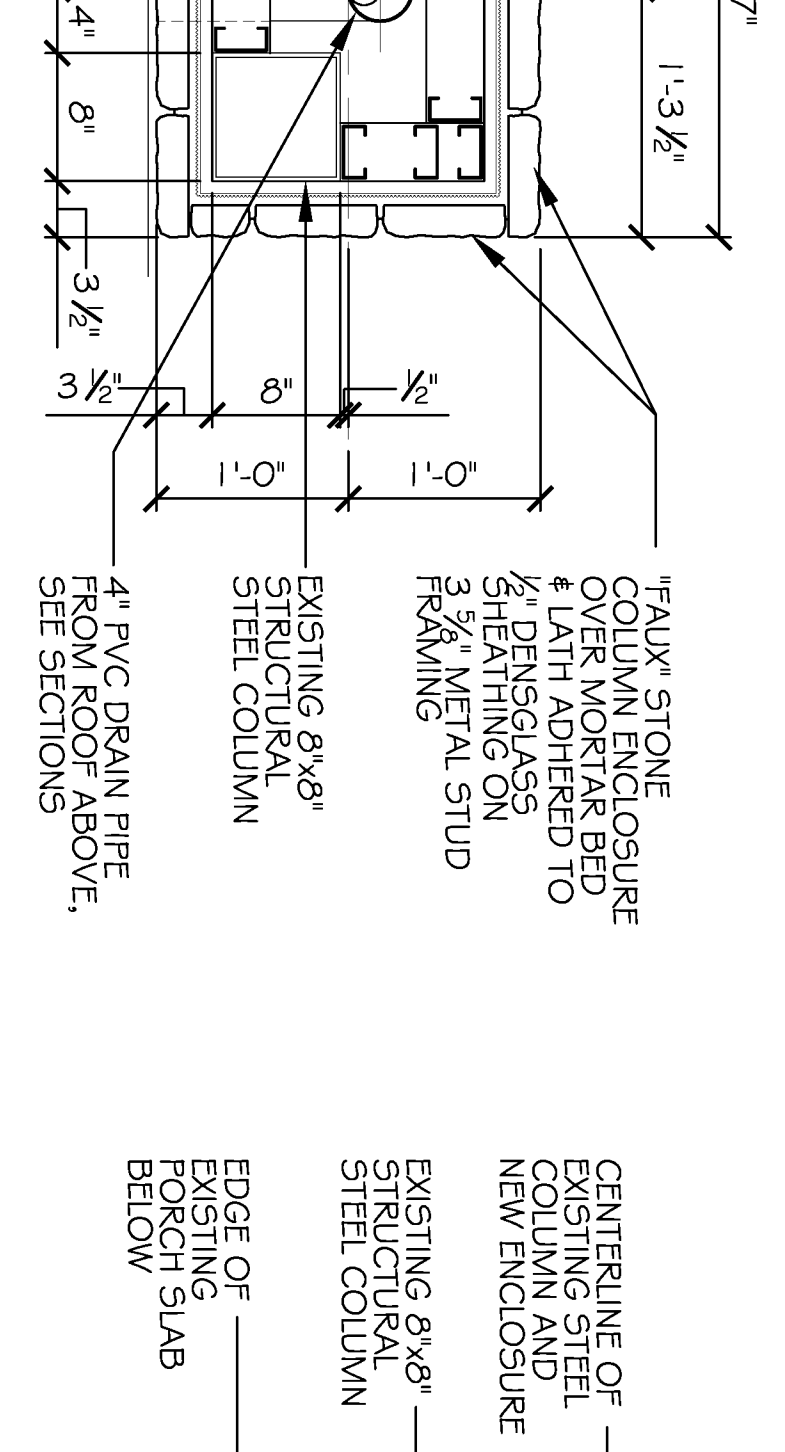 7"
1'-3 1/2"
4"
8"
3 1/2"
3 1/2"
8"
1/2"
1'-0"
1'-0"
"FAUX" STONE
COLUMN ENCLOSURE
OVER MORTAR BED
& LATH ADHERED TO
1/2" DENSGLASS
SHEATHING ON
3 5/8" METAL STUD
FRAMING
EXISTING 8"x8"
STRUCTURAL
STEEL COLUMN
4" PVC DRAIN PIPE
FROM ROOF ABOVE,
SEE SECTIONS
CENTERLINE OF
EXISTING STEEL
COLUMN AND
NEW ENCLOSURE
EXISTING 8"x8"
STRUCTURAL
STEEL COLUMN
EDGE OF
EXISTING
PORCH SLAB
BELOW